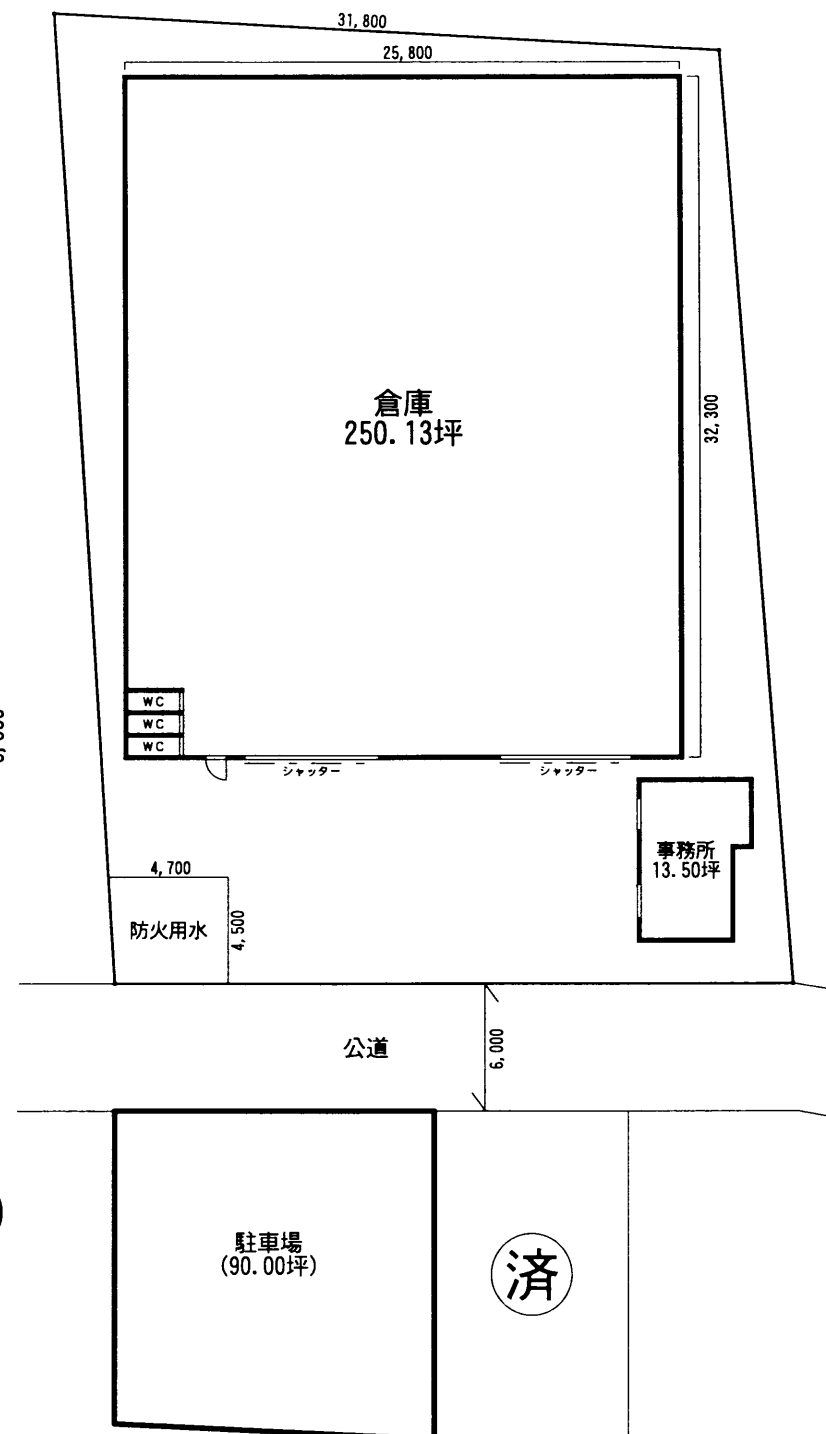 31,800
25,800
倉庫
250.13坪
32,300
WC
WC
WC
シャッター
シャッター
事務所
13.50坪
4,700
防火用水
4,500
公道
6,000
駐車場
(90.00坪)
済